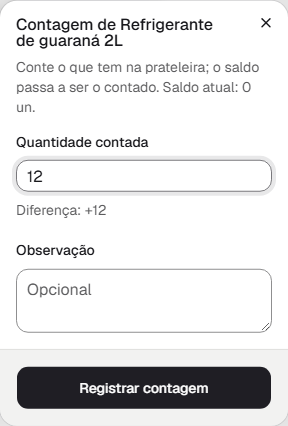 Contagem de Refrigerante
de guaraná 2L
Conte o que tem na prateleira; o saldo
passa a ser o contado. Saldo atual: 0
un.
Quantidade contada
12
Diferença: +12
Observação
Opcional
Registrar contagem